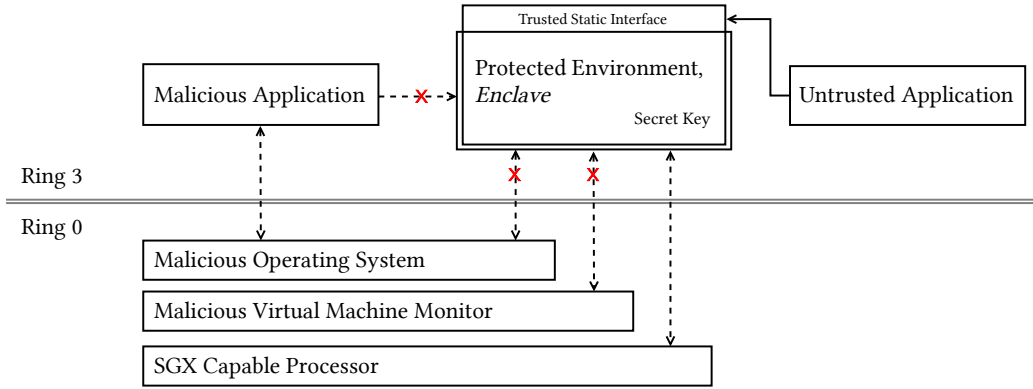 Trusted Static Interface
Malicious Application
Protected Environment,
Enclave
Secret Key
Untrusted Application
Ring 3
Ring 0
Malicious Operating System
Malicious Virtual Machine Monitor
SGX Capable Processor